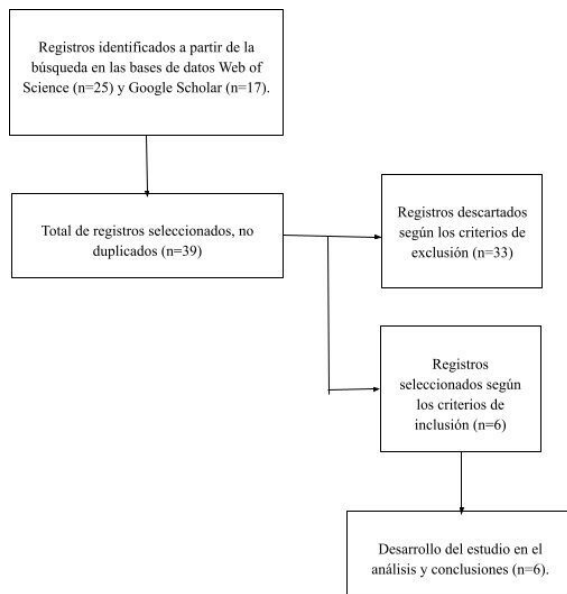 Registros identificados a partir de la
búsqueda en las bases de datos Web of
Science (n=25) y Google Scholar (n=17).
Total de registros seleccionados, no
duplicados (n=39)
Registros descartados
según los criterios de
exclusión (n=33)
Registros
seleccionados según
los criterios de
inclusión (n=6)
Desarrollo del estudio en el
análisis y conclusiones (n=6).